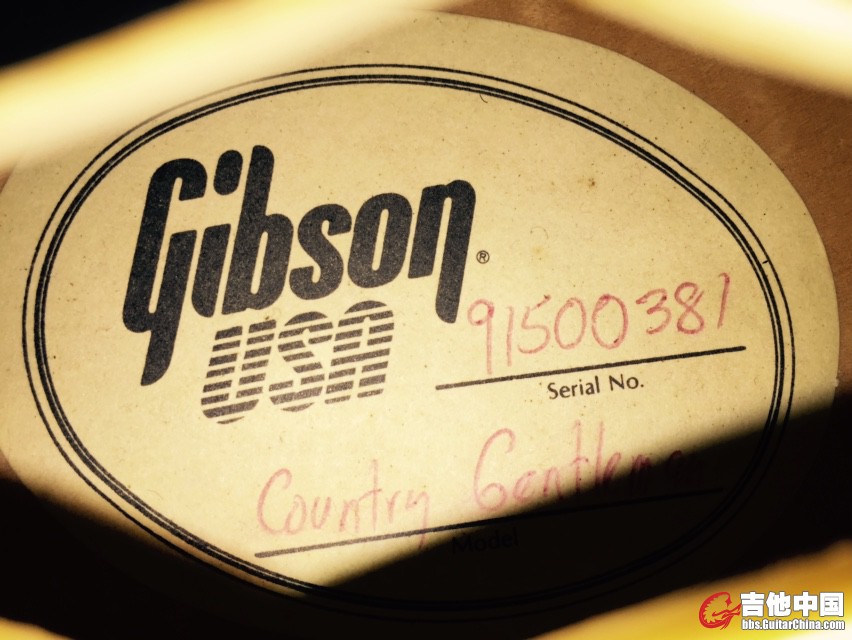 Gibson®
USA
91500381
Serial No.
Country Gentleman
Model
吉他中国
bbs.GuitarChina.com